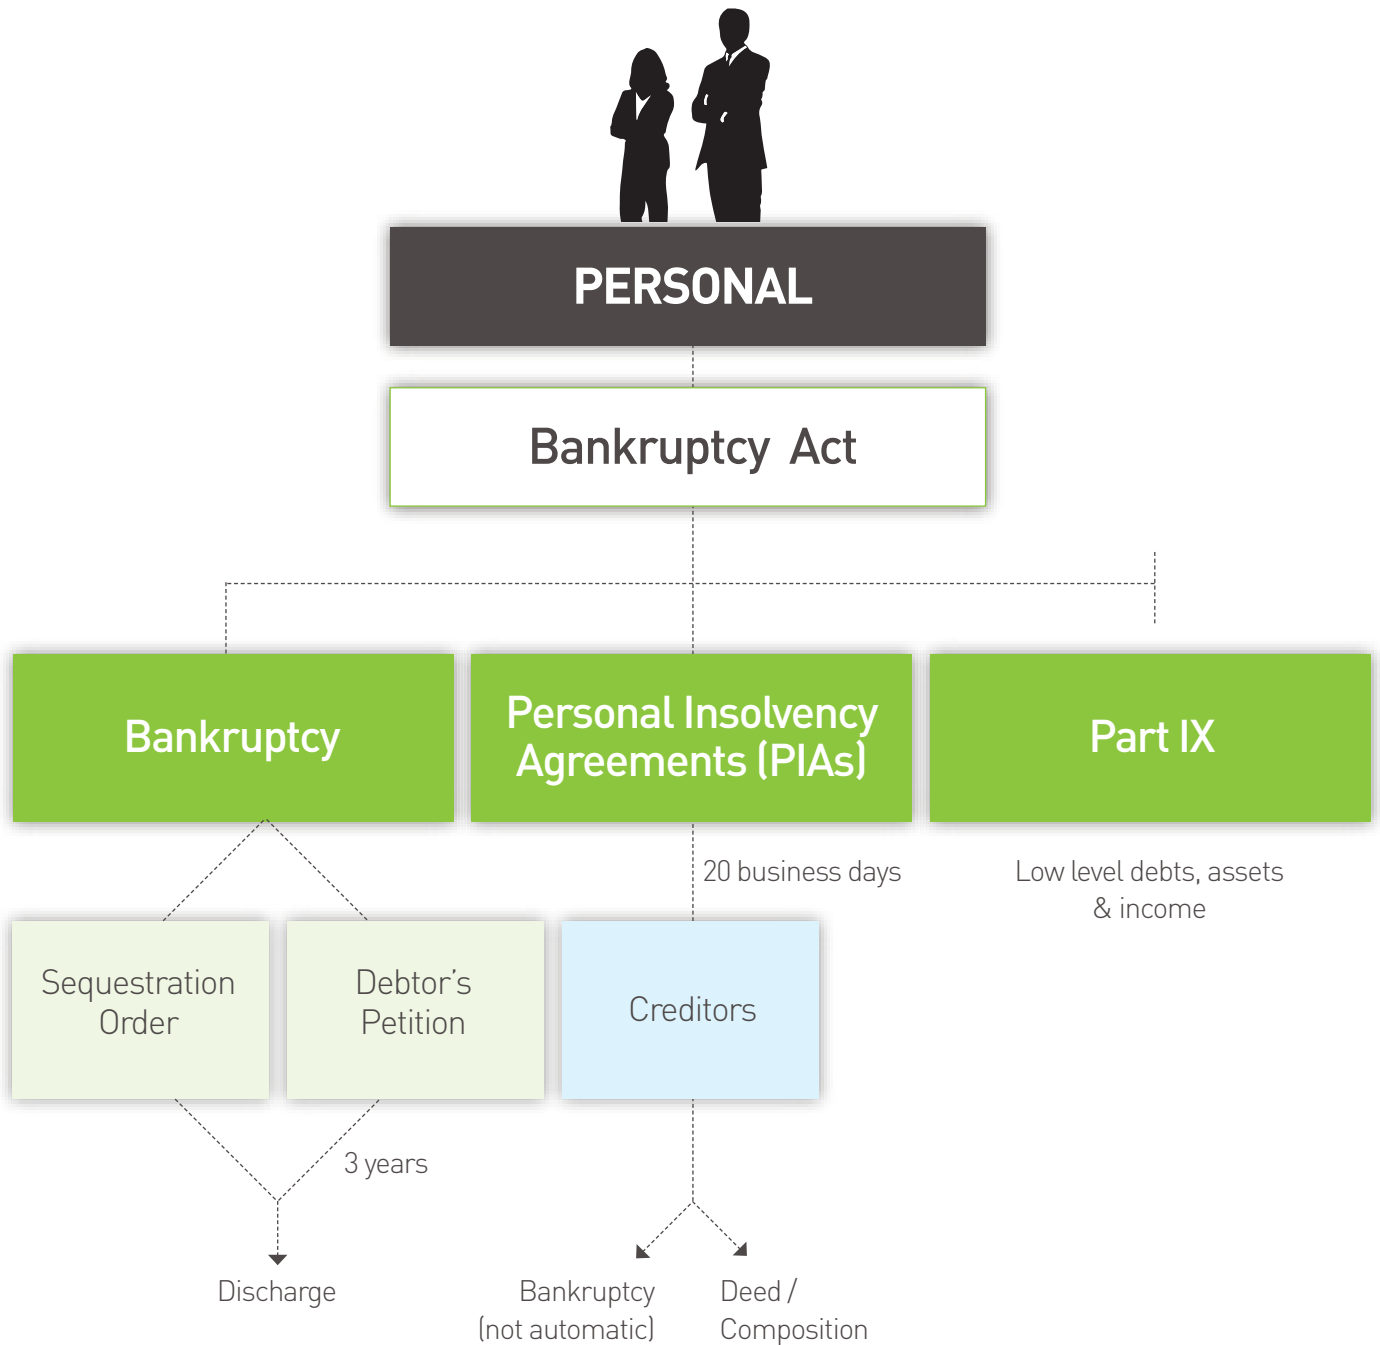 PERSONAL
Bankruptcy Act
Bankruptcy
Personal Insolvency
Agreements (PIAs)
Part IX
20 business days
Low level debts, assets
& income
Sequestration
Order
Debtor's
Petition
Creditors
3 years
Discharge
Bankruptcy
(not automatic)
Deed /
Composition